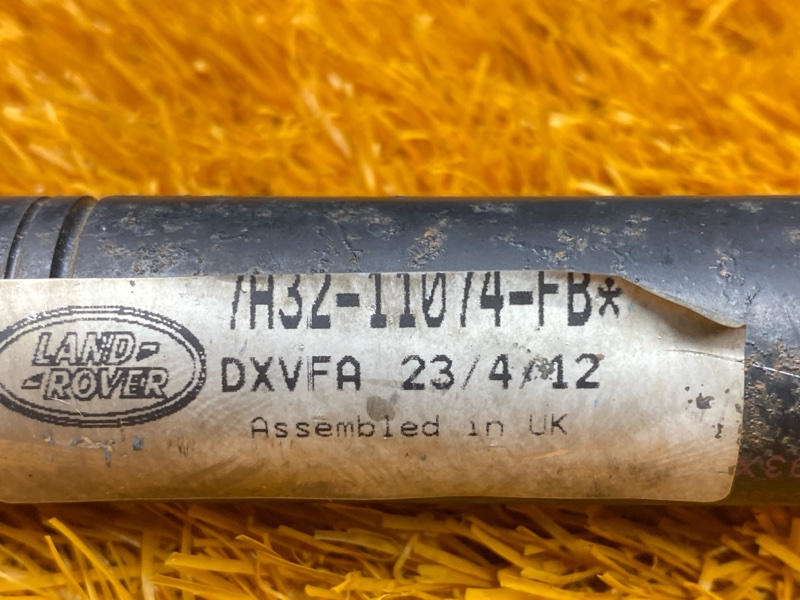 LAND-
-ROVER
7H32-11074-FB*
DXVFA 23/4/12
Assembled in UK